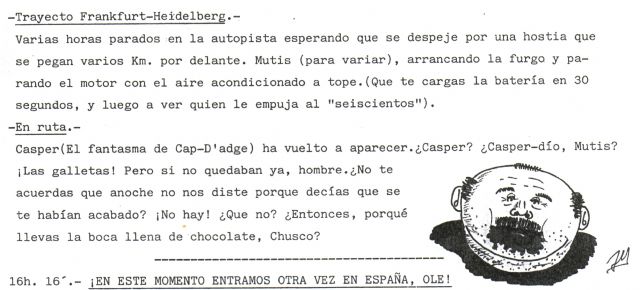 -Trayecto Frankfurt-Heidelberg.-
Varias horas parados en la autopista esperando que se despeje por una hostia que
se pegan varios Km. por delante. Mutis (para variar), arrancando la furgo y pa-
rando el motor con el aire acondicionado a tope.(Que te cargas la batería en 30
segundos, y luego a ver quien le empuja al "seiscientos").
-En ruta.-
Casper(El fantasma de Cap-D'adge) ha vuelto a aparecer.¿Casper? ¿Casper-dío, Mutis?
¡Las galletas! Pero si no quedaban ya, hombre.¿No te
acuerdas que anoche no nos diste porque decías que se
te habían acabado? ¡No hay! ¿Que no? ¿Entonces, porqué
llevas la boca llena de chocolate, Chusco?
16h. 16´.- ¡EN ESTE MOMENTO ENTRAMOS OTRA VEZ EN ESPAÑA, OLE!